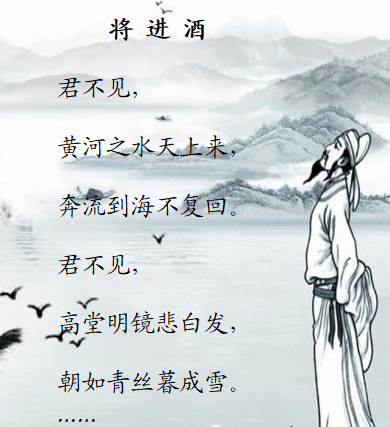 将进酒
君不见，
黄河之水天上来，
奔流到海不复回。
君不见，
高堂明镜悲白发，
朝如青丝暮成雪。
……